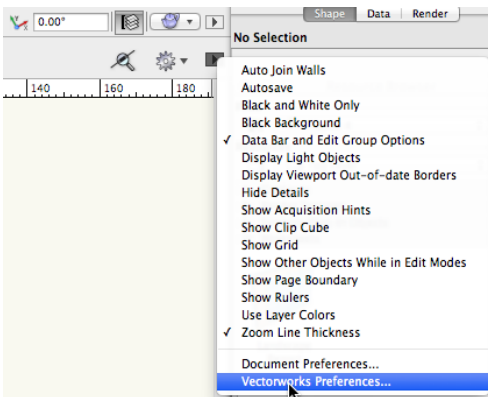 0.00°
Shape Data Render
No Selection
140 160 180
Auto Join Walls
Autosave
Black and White Only
Black Background
✓ Data Bar and Edit Group Options
Display Light Objects
Display Viewport Out-of-date Borders
Hide Details
Show Acquisition Hints
Show Clip Cube
Show Grid
Show Other Objects While in Edit Modes
Show Page Boundary
Show Rulers
Use Layer Colors
✓ Zoom Line Thickness
Document Preferences...
Vectorworks Preferences...